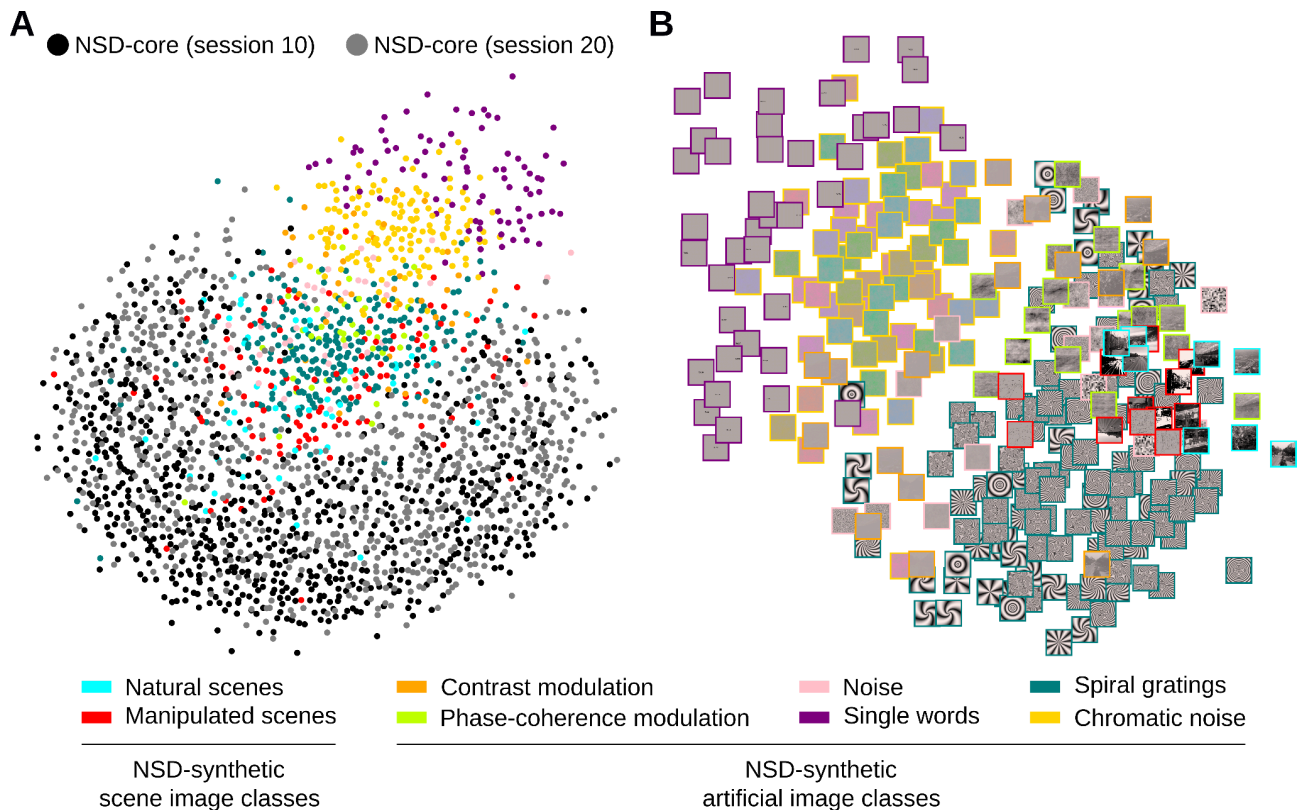 A
NSD-core (session 10)
NSD-core (session 20)
B
Natural scenes
Manipulated scenes
Contrast modulation
Phase-coherence modulation
Noise
Single words
Spiral gratings
Chromatic noise
NSD-synthetic
scene image classes
NSD-synthetic
artificial image classes